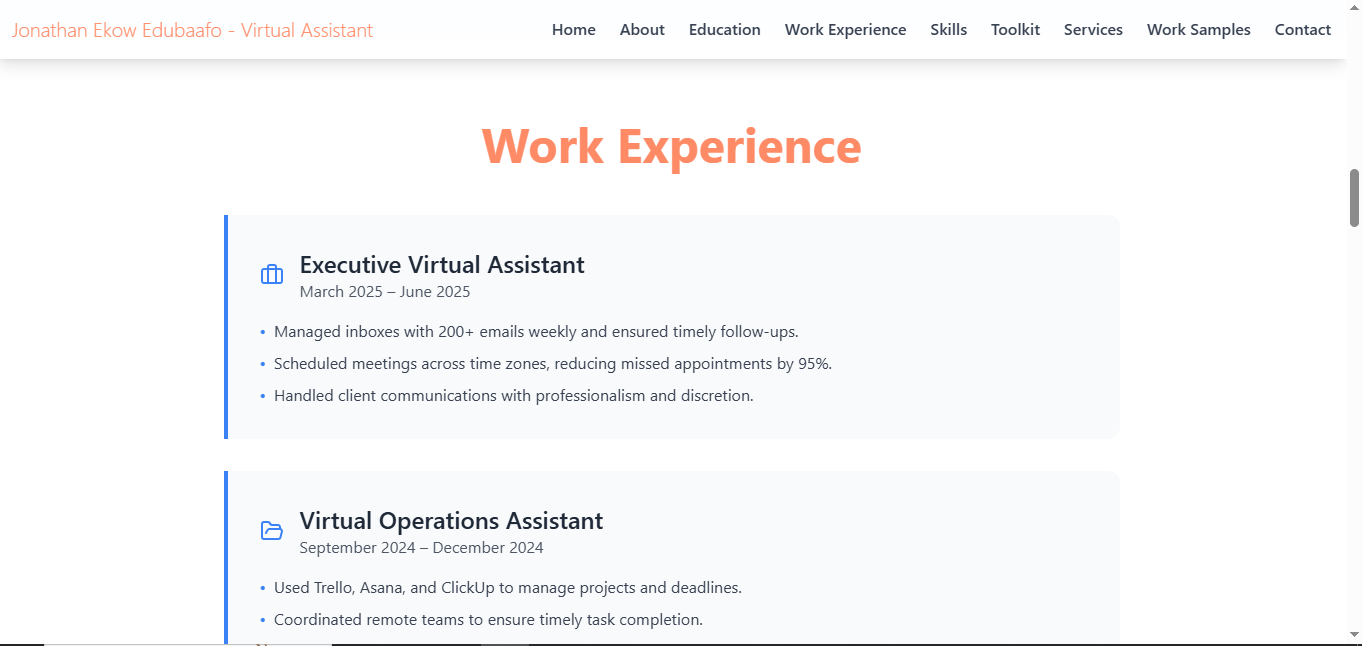 Jonathan Ekow Edubaafo - Virtual Assistant
Home About Education Work Experience Skills Toolkit Services Work Samples Contact
Work Experience
Executive Virtual Assistant
March 2025 – June 2025
• Managed inboxes with 200+ emails weekly and ensured timely follow-ups.
• Scheduled meetings across time zones, reducing missed appointments by 95%.
• Handled client communications with professionalism and discretion.
Virtual Operations Assistant
September 2024 – December 2024
• Used Trello, Asana, and ClickUp to manage projects and deadlines.
• Coordinated remote teams to ensure timely task completion.